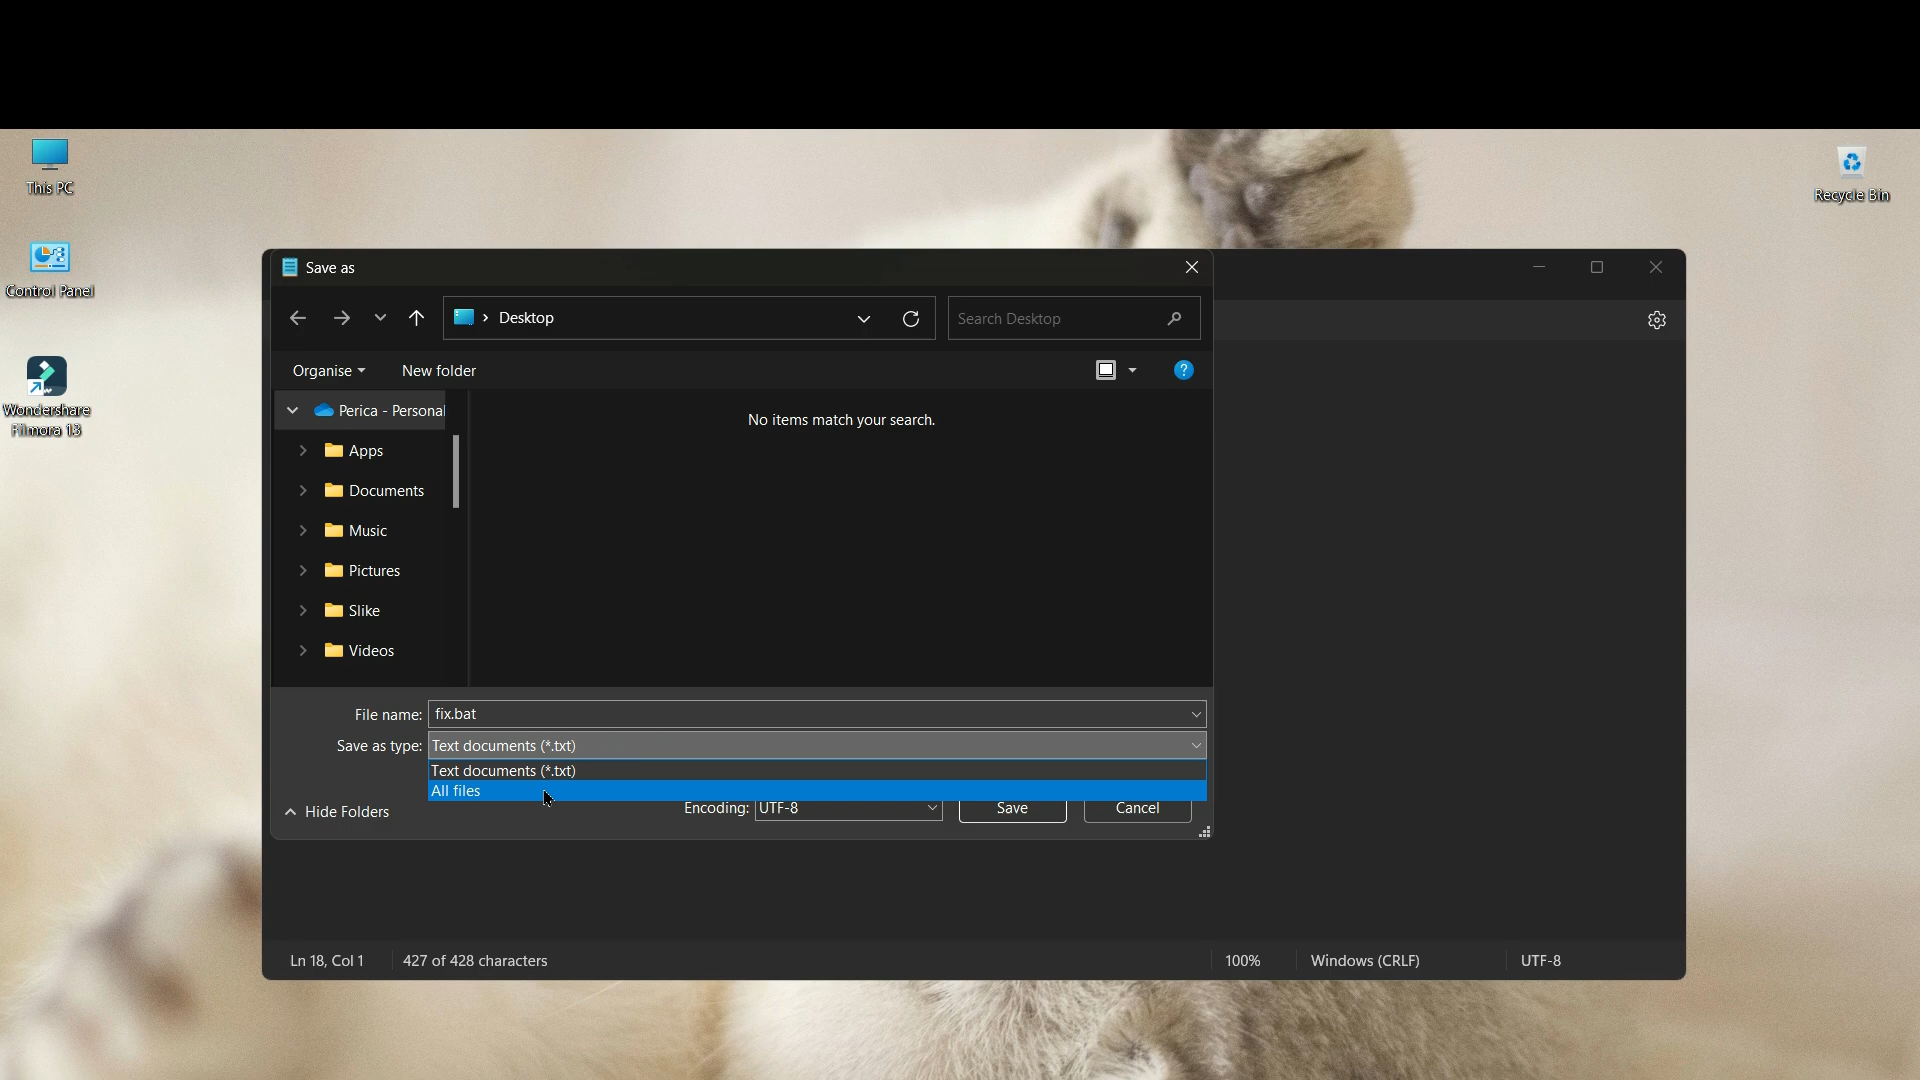 This PC
Recycle Bin
Control Panel
Wondershare
Filmora 13
Save as
Desktop
Search Desktop
Organise
New folder
?
Perica - Personal
No items match your search.
Apps
Documents
Music
Pictures
Slike
Videos
File name: fix.bat
Save as type: Text documents (*.txt)
Text documents (*.txt)
All files
Hide Folders
Encoding: UTF-8
Save
Cancel
Ln 18, Col 1
427 of 428 characters
100%
Windows (CRLF)
UTF-8